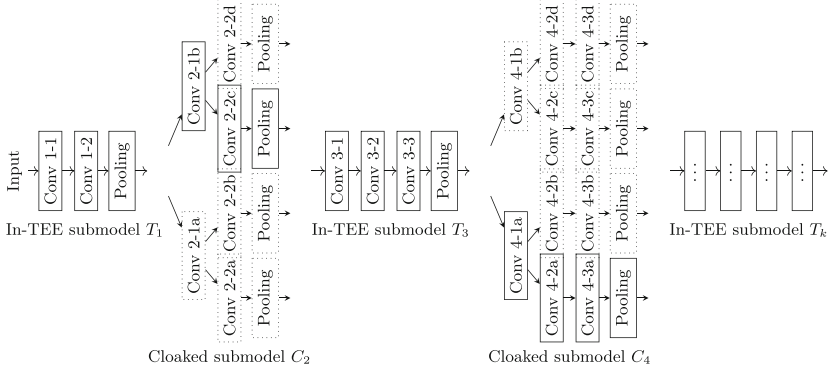 Input
Conv 1-1
Conv 1-2
Pooling
In-TEE submodel T1
Conv 2-1b
Conv 2-2d
Pooling
Conv 2-2c
Pooling
Conv 2-1a
Conv 2-2b
Pooling
Conv 2-2a
Pooling
Cloaked submodel C2
Conv 3-1
Conv 3-2
Conv 3-3
Pooling
In-TEE submodel T3
Conv 4-1b
Conv 4-2d
Conv 4-3d
Pooling
Conv 4-2c
Conv 4-3c
Pooling
Conv 4-1a
Conv 4-2b
Conv 4-3b
Pooling
Conv 4-2a
Conv 4-3a
Pooling
Cloaked submodel C4
...
...
...
...
In-TEE submodel Tk